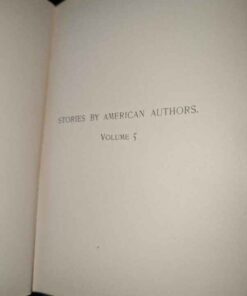 STORIES BY AMERICAN AUTHORS.
VOLUME 5